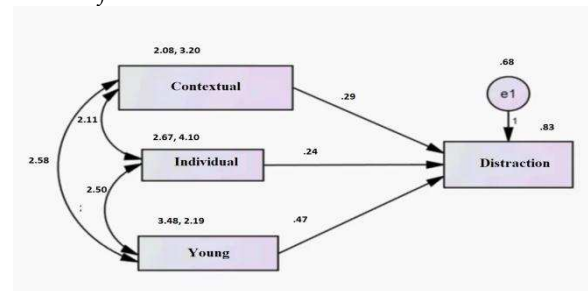 2.08, 3.20
.68
Contextual
e1
.29
1
2.11
2.67, 4.10
.83
2.58
Individual
.24
Distraction
2.50
3.48, 2.19
.47
Young